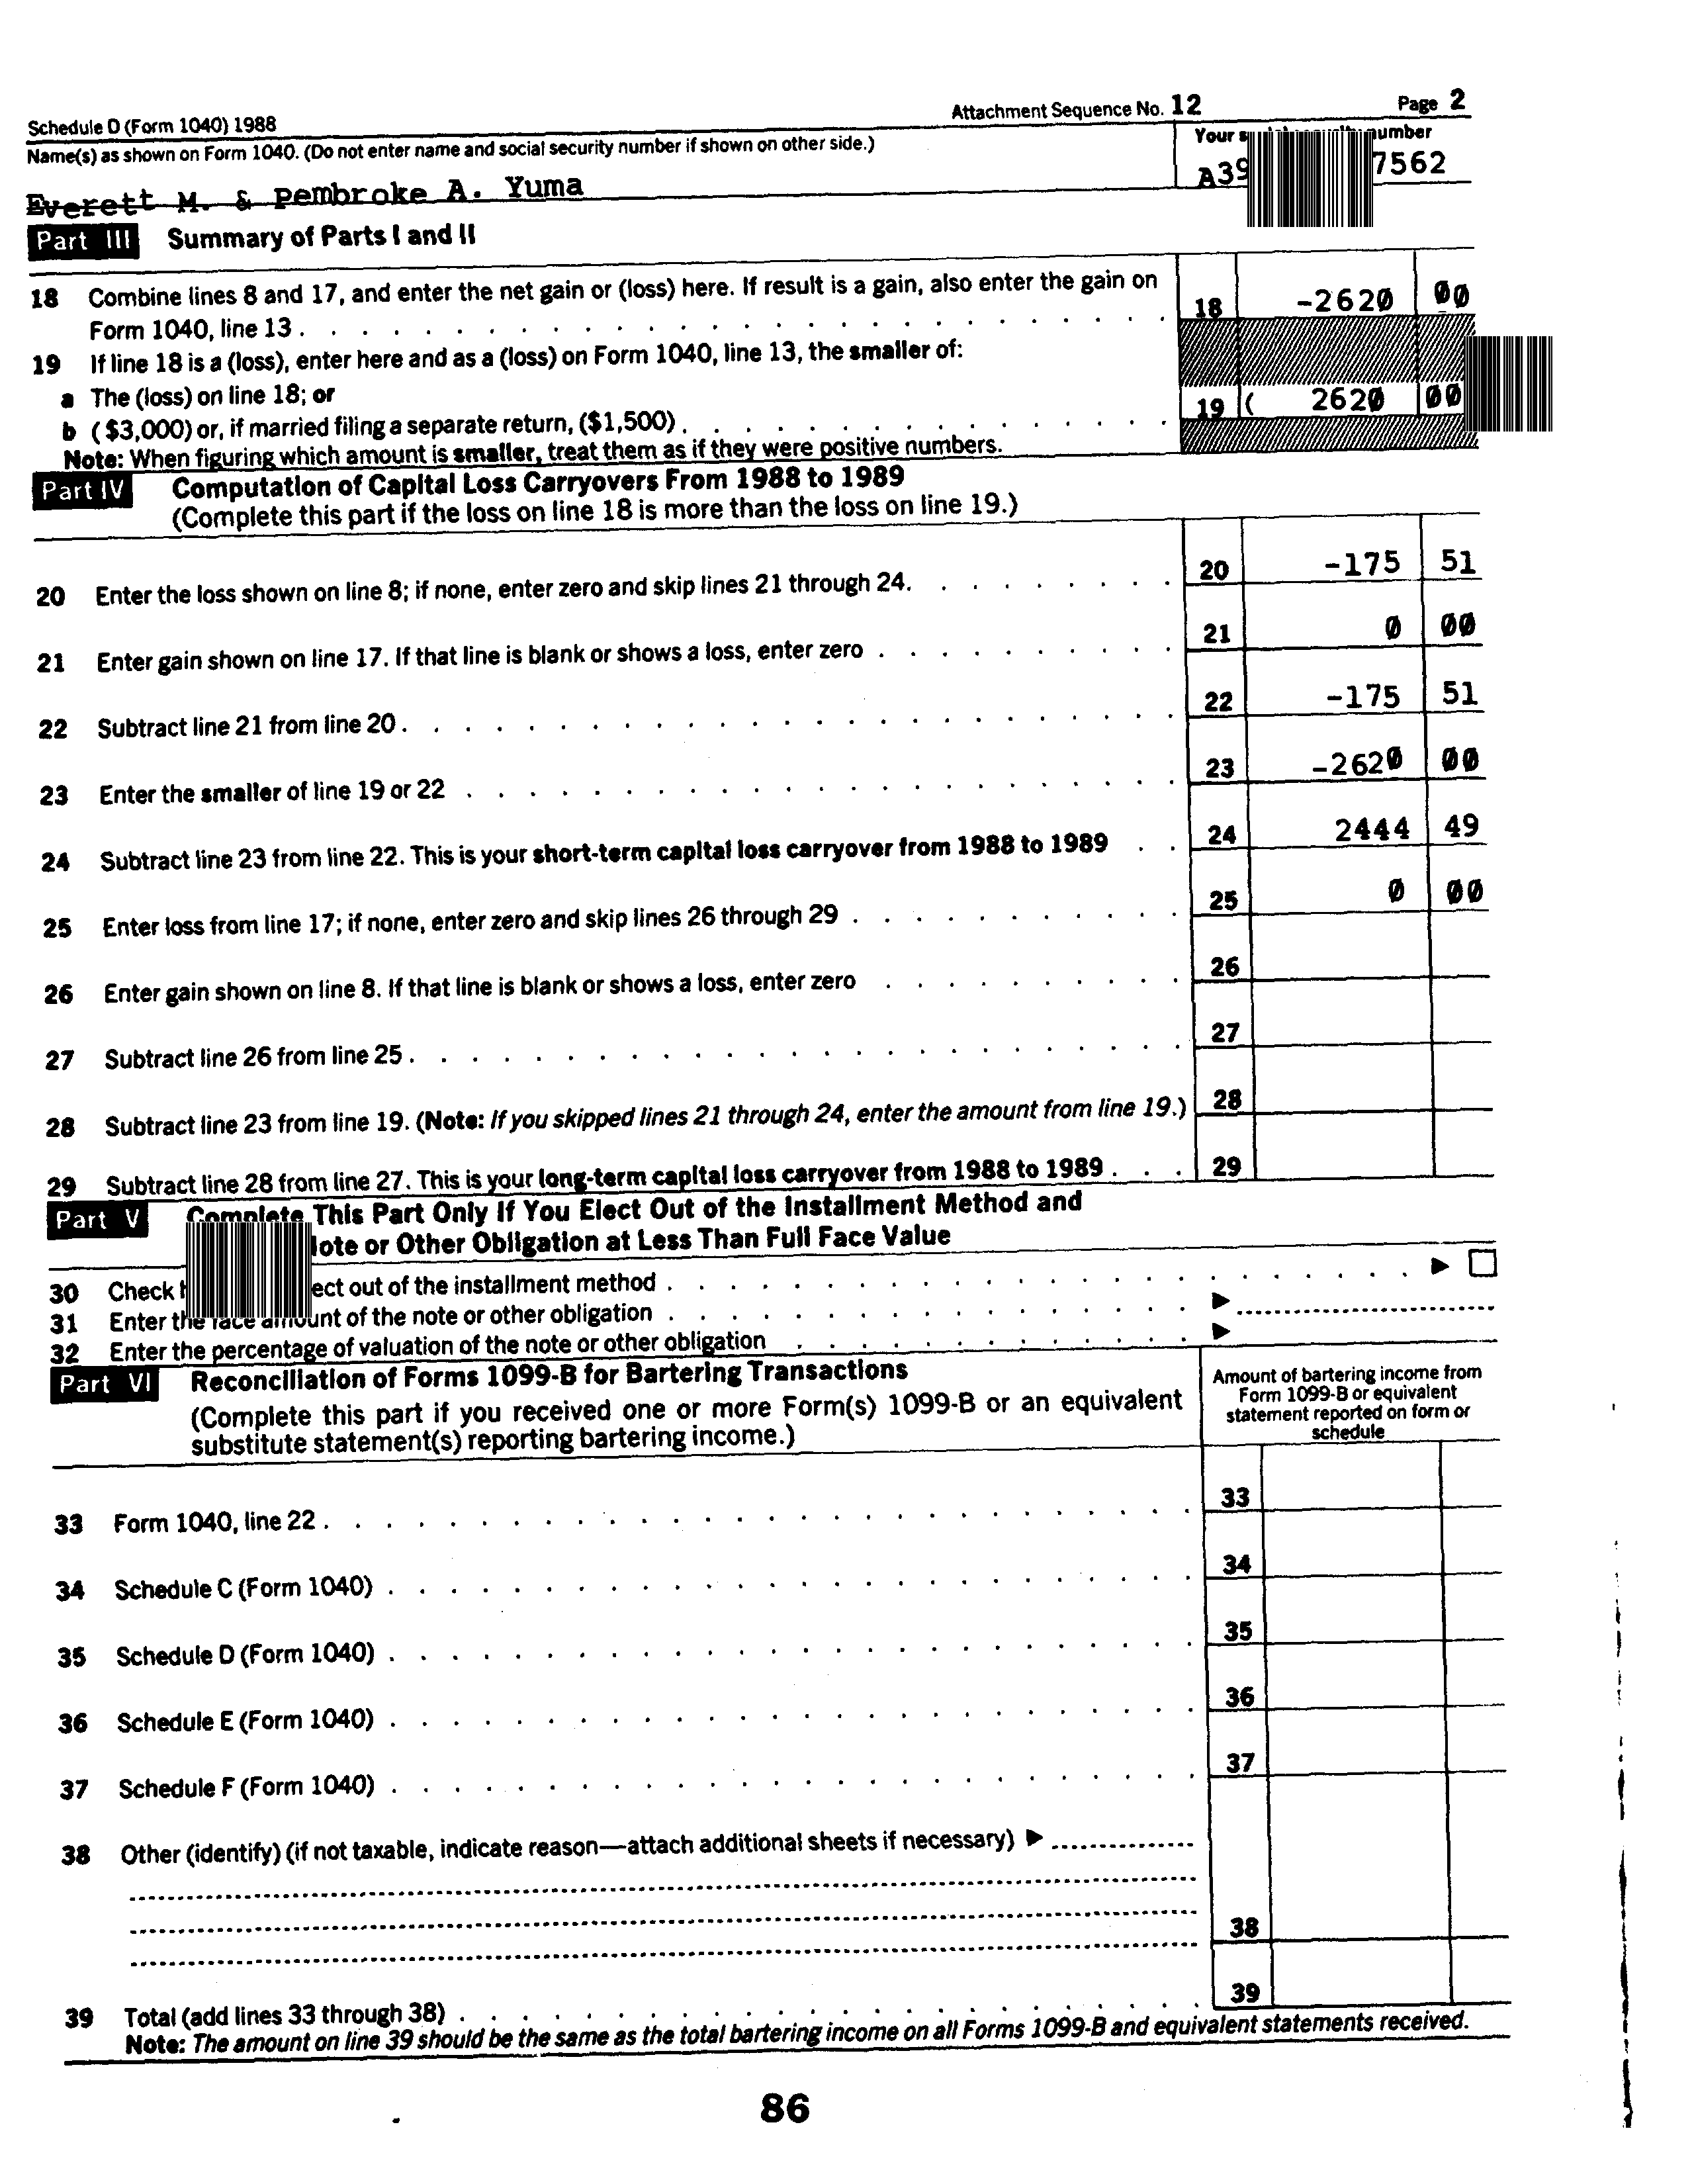 Schedule D (Form 1040) 1988 Attachment Sequence No. 12 Page 2
Name(s) as shown on Form 1040. (Do not enter name and social security number if shown on other side.) Your number
Everett M. & Pembroke A. Yuma A39 7562
Part III Summary of Parts I and II
18 Combine lines 8 and 17, and enter the net gain or (loss) here. If result is a gain, also enter the gain on
Form 1040, line 13 . 18 -2620 00
19 If line 18 is a (loss), enter here and as a (loss) on Form 1040, line 13, the smaller of:
a The (loss) on line 18; or
b ($3,000) or, if married filing a separate return, ($1,500) . 19 ( 2620 00
Note: When figuring which amount is smaller, treat them as if they were positive numbers.
Part IV Computation of Capital Loss Carryovers From 1988 to 1989
(Complete this part if the loss on line 18 is more than the loss on line 19.)
20 Enter the loss shown on line 8; if none, enter zero and skip lines 21 through 24. 20 -175 51
21 Enter gain shown on line 17. If that line is blank or shows a loss, enter zero . 21 0 00
22 Subtract line 21 from line 20 . 22 -175 51
23 Enter the smaller of line 19 or 22 . 23 -2620 00
24 Subtract line 23 from line 22. This is your short-term capital loss carryover from 1988 to 1989 . 24 2444 49
25 Enter loss from line 17; if none, enter zero and skip lines 26 through 29 . 25 0 00
26 Enter gain shown on line 8. If that line is blank or shows a loss, enter zero . 26
27 Subtract line 26 from line 25 . 27
28 Subtract line 23 from line 19. (Note: If you skipped lines 21 through 24, enter the amount from line 19.) 28
29 Subtract line 28 from line 27. This is your long-term capital loss carryover from 1988 to 1989 . 29
Part V Complete This Part Only If You Elect Out of the Installment Method and
or Other Obligation at Less Than Full Face Value
30 Check out of the installment method . ▶
31 Enter the face amount of the note or other obligation . ▶
32 Enter the percentage of valuation of the note or other obligation . ▶
Part VI Reconciliation of Forms 1099-B for Bartering Transactions
(Complete this part if you received one or more Form(s) 1099-B or an equivalent
substitute statement(s) reporting bartering income.)
Amount of bartering income from
Form 1099-B or equivalent
statement reported on form or
schedule
33 Form 1040, line 22 . 33
34 Schedule C (Form 1040) . 34
35 Schedule D (Form 1040) . 35
36 Schedule E (Form 1040) . 36
37 Schedule F (Form 1040) . 37
38 Other (identify) (if not taxable, indicate reason—attach additional sheets if necessary) ▶
38
39 Total (add lines 33 through 38) . 39
Note: The amount on line 39 should be the same as the total bartering income on all Forms 1099-B and equivalent statements received.
86